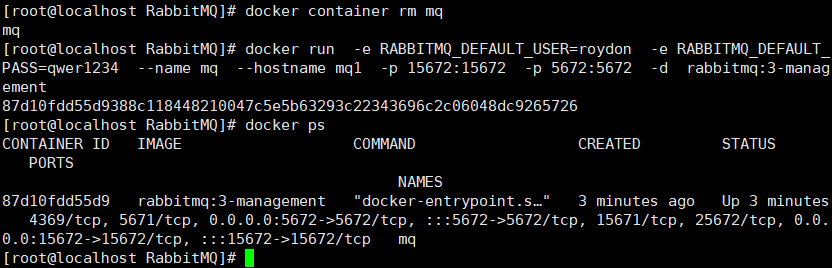 [root@localhost RabbitMQ]# docker container rm mq
mq
[root@localhost RabbitMQ]# docker run  -e RABBITMQ_DEFAULT_USER=roydon  -e RABBITMQ_DEFAULT_
PASS=qwer1234  --name mq  --hostname mq1  -p 15672:15672  -p 5672:5672  -d  rabbitmq:3-manag
ement
87d10fdd55d9388c118448210047c5e5b63293c22343696c2c06048dc9265726
[root@localhost RabbitMQ]# docker ps
CONTAINER ID   IMAGE                   COMMAND                  CREATED         STATUS
   PORTS
                                              NAMES
87d10fdd55d9   rabbitmq:3-management   "docker-entrypoint.s…"   3 minutes ago   Up 3 minutes
   4369/tcp, 5671/tcp, 0.0.0.0:5672->5672/tcp, :::5672->5672/tcp, 15671/tcp, 25672/tcp, 0.0.
0.0:15672->15672/tcp, :::15672->15672/tcp   mq
[root@localhost RabbitMQ]#